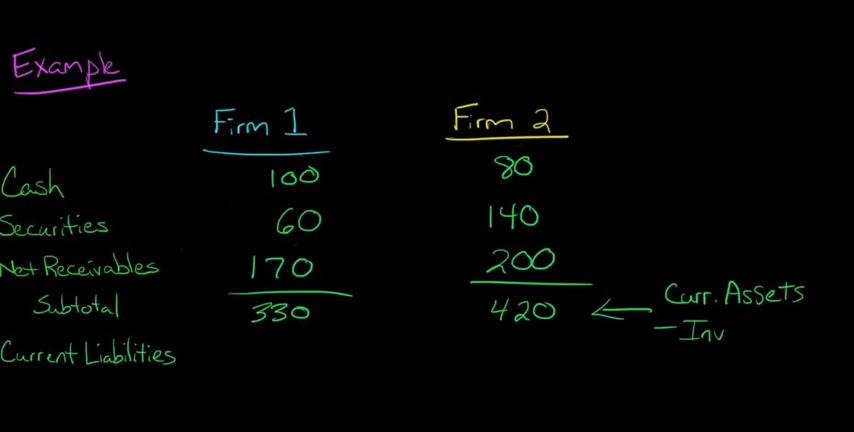 Example
Firm 1 Firm 2
Cash 100 80
Securities 60 140
Net Receivables 170 200
Subtotal 330 420 ← Curr. Assets
- Inv
Current Liabilities